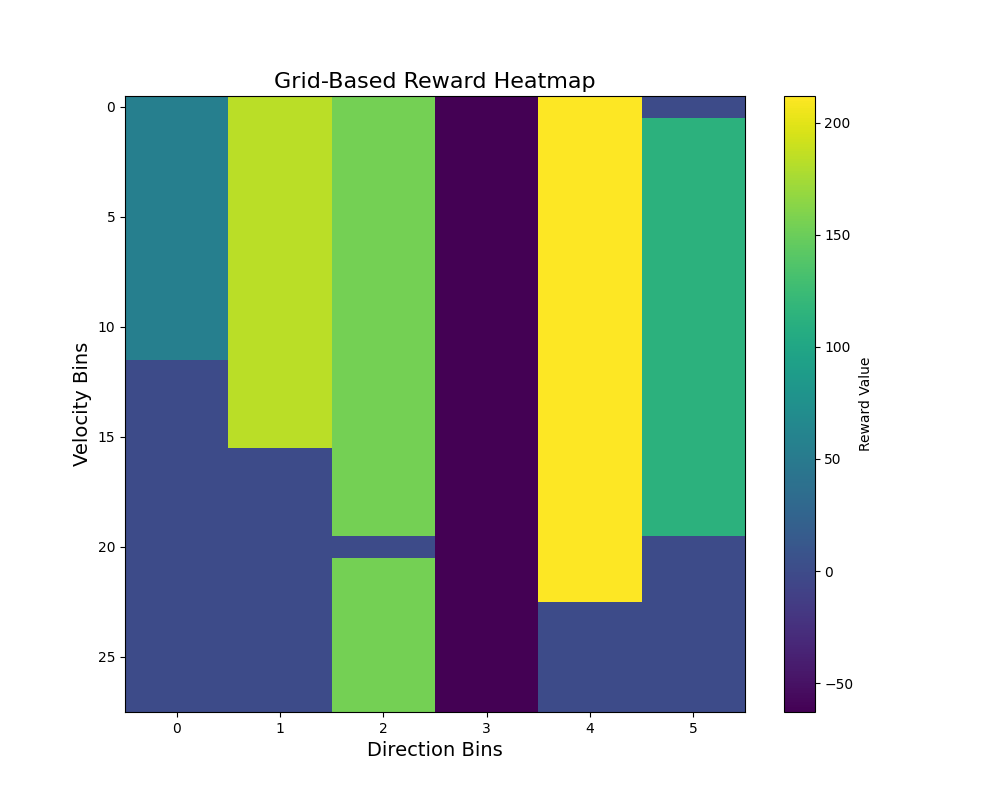 Grid-Based Reward Heatmap
Velocity Bins
0
5
10
15
20
25
0 1 2 3 4 5
Direction Bins
200
150
100
50
0
−50
Reward Value